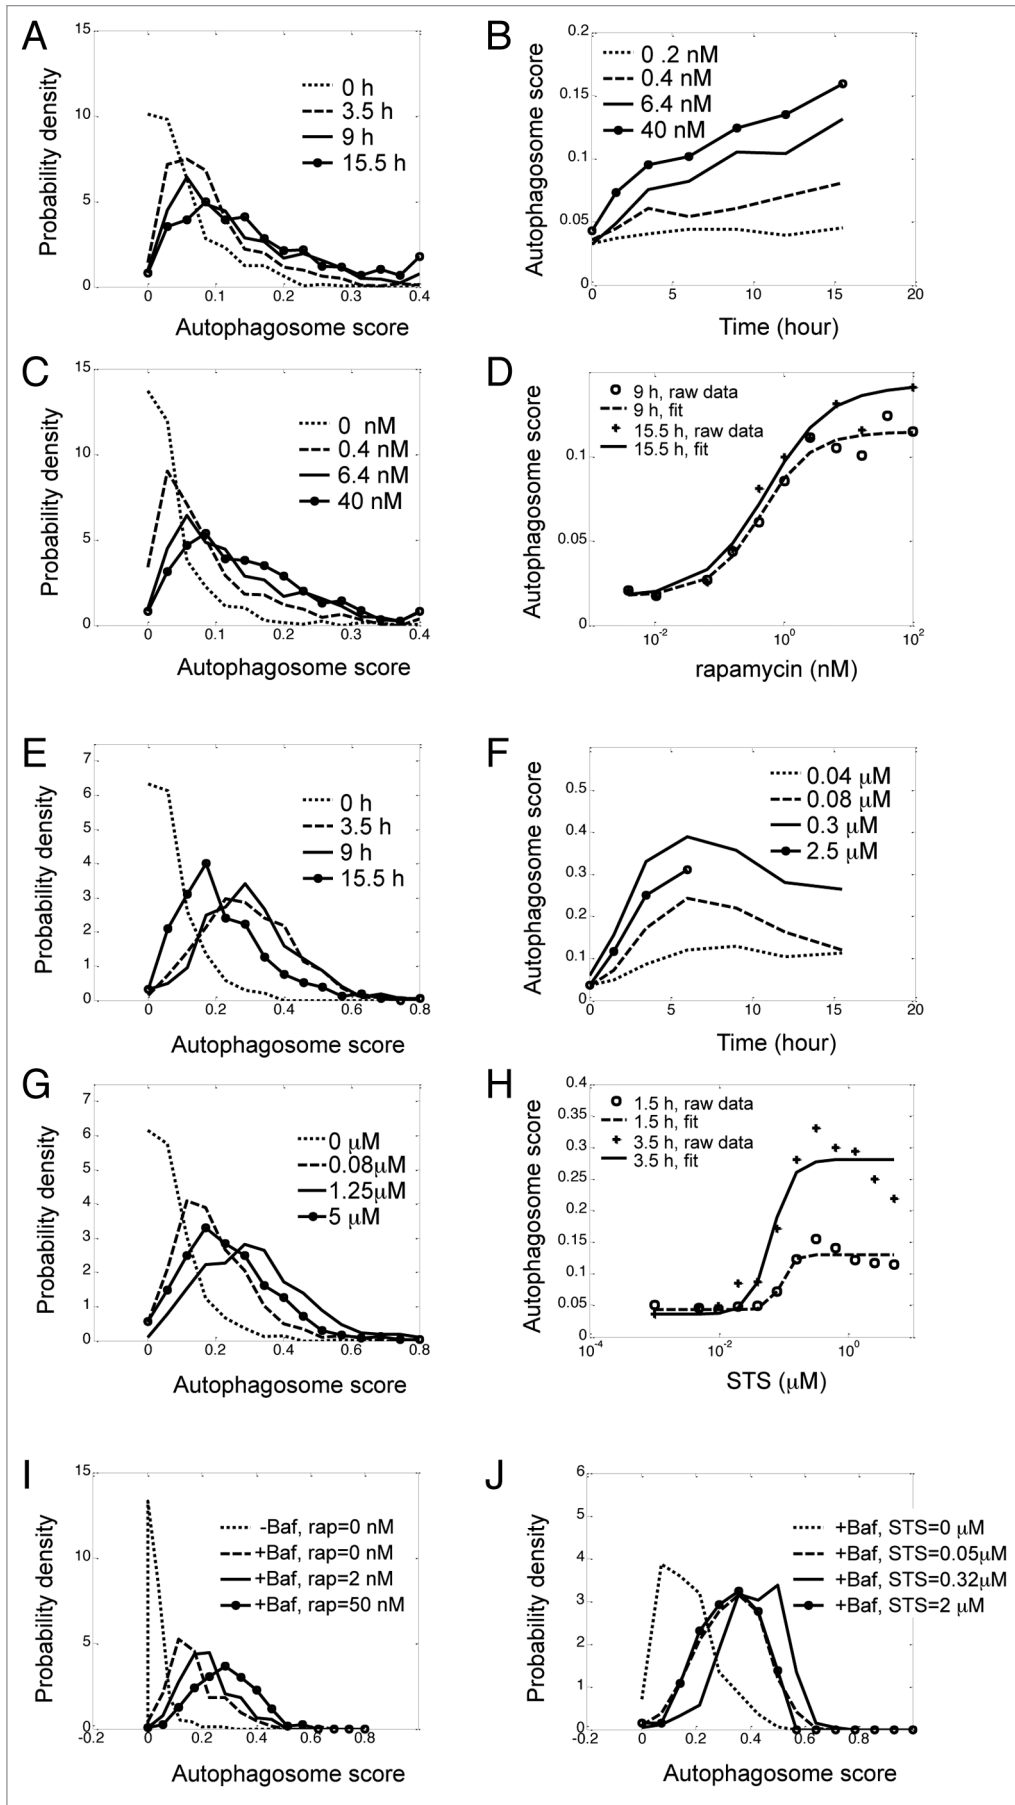 A
15
10
5
0
0
0.1
0.2
0.3
0.4
Probability density
Autophagosome score
0 h
3.5 h
9 h
15.5 h
B
0.2
0.15
0.1
0.05
0
0
5
10
15
20
Autophagosome score
Time (hour)
0 .2 nM
0.4 nM
6.4 nM
40 nM
C
15
10
5
0
0
0.1
0.2
0.3
0.4
Probability density
Autophagosome score
0 nM
0.4 nM
6.4 nM
40 nM
D
0.1
0.05
0
10-2
100
102
Autophagosome score
rapamycin (nM)
9 h, raw data
9 h, fit
15.5 h, raw data
15.5 h, fit
E
7
6
5
4
3
2
1
0
0
0.2
0.4
0.6
0.8
Probability density
Autophagosome score
0 h
3.5 h
9 h
15.5 h
F
0.5
0.4
0.3
0.2
0.1
0
0
5
10
15
20
Autophagosome score
Time (hour)
0.04 μM
0.08 μM
0.3 μM
2.5 μM
G
7
6
5
4
3
2
1
0
0
0.2
0.4
0.6
0.8
Probability density
Autophagosome score
0 μM
0.08μM
1.25μM
5 μM
H
0.4
0.35
0.3
0.25
0.2
0.15
0.1
0.05
0
10-4
10-2
100
Autophagosome score
STS (μM)
1.5 h, raw data
1.5 h, fit
3.5 h, raw data
3.5 h, fit
I
15
10
5
0
-0.2
0
0.2
0.4
0.6
0.8
Probability density
Autophagosome score
-Baf, rap=0 nM
+Baf, rap=0 nM
+Baf, rap=2 nM
+Baf, rap=50 nM
J
6
5
4
3
2
1
0
-0.2
0
0.2
0.4
0.6
0.8
Probability density
Autophagosome score
+Baf, STS=0 μM
+Baf, STS=0.05μM
+Baf, STS=0.32μM
+Baf, STS=2 μM